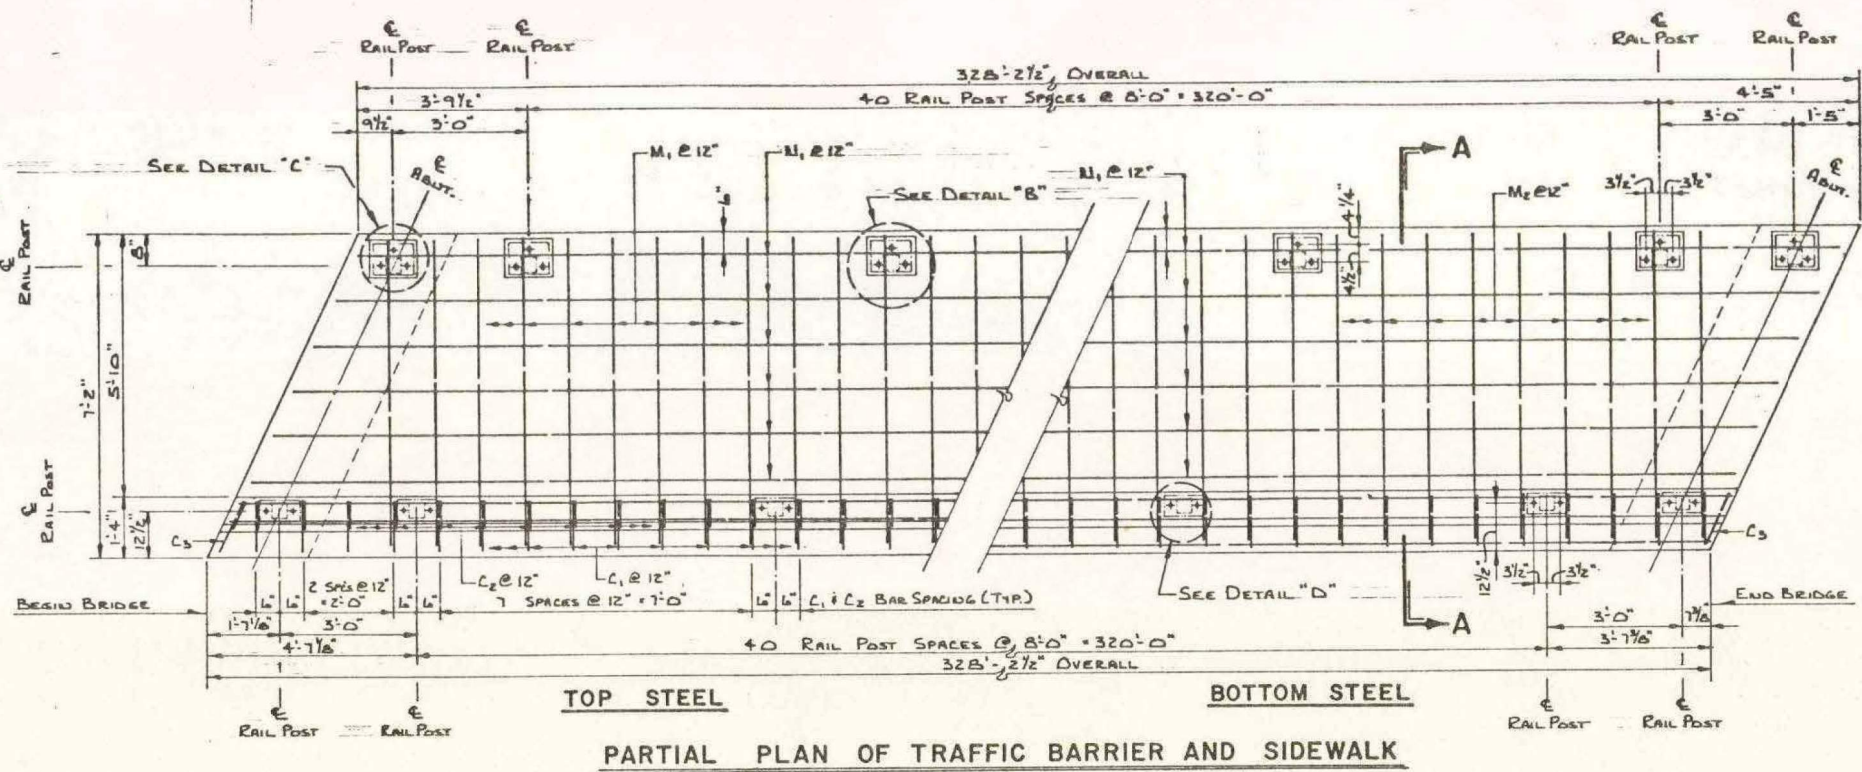 ℄
RAIL POST
℄
RAIL POST
℄
RAIL POST
℄
RAIL POST
328'-2½" OVERALL
3'-9½"
40 RAIL POST SPACES @ 8'-0" = 320'-0"
4'-5"
9½"
3'-0"
3'-0"
1'-5"
SEE DETAIL "C"
℄
ABUT.
M₁ @ 12"
N₁ @ 12"
6"
SEE DETAIL "B"
N₁ @ 12"
A
4¼"
4½"
M₂ @ 12"
3½"
3½"
℄
ABUT.
℄
RAIL POST
8"
7'-2"
5'-10"
℄
RAIL POST
1'-4"
12½"
C₃
C₃
BEGIN BRIDGE
6"
6"
2 SPCS @ 12"
= 2'-0"
6"
6"
C₂ @ 12"
C₁ @ 12"
7 SPACES @ 12" = 7'-0"
6"
6"
C₁ & C₂ BAR SPACING (TYP.)
SEE DETAIL "D"
A
12½"
3½"
3½"
END BRIDGE
1'-7⅛"
3'-0"
4'-7⅛"
40 RAIL POST SPACES @ 8'-0" = 320'-0"
3'-0"
7⅜"
3'-7⅜"
328'-2½" OVERALL
TOP STEEL
BOTTOM STEEL
℄
RAIL POST
℄
RAIL POST
℄
RAIL POST
℄
RAIL POST
PARTIAL PLAN OF TRAFFIC BARRIER AND SIDEWALK